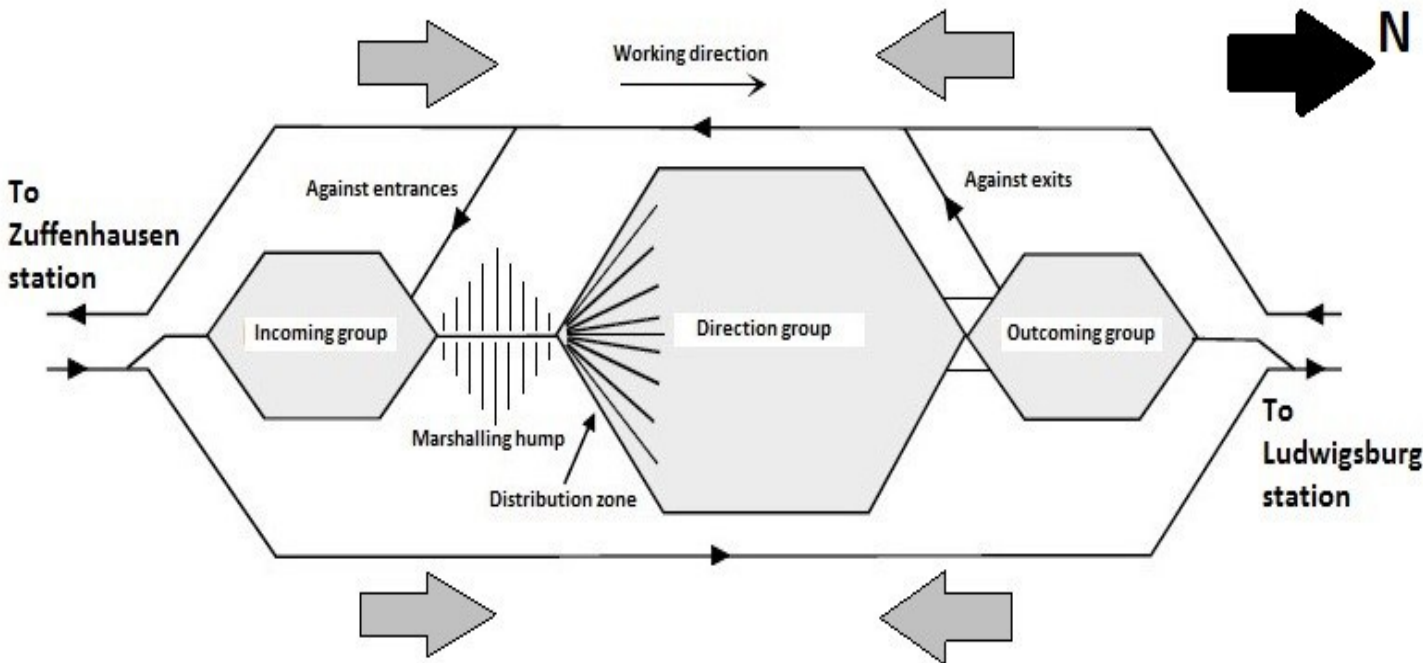 N
Working direction
Against entrances
Against exits
To
Zuffenhausen
station
Incoming group
Direction group
Outcoming group
Marshalling hump
Distribution zone
To
Ludwigsburg
station